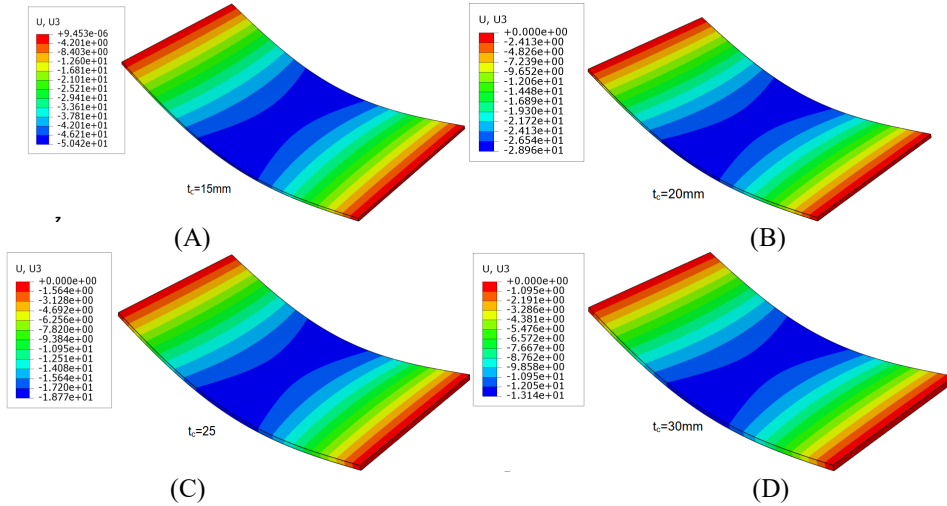 U, U3
+9.453e-06
-4.201e+00
-8.403e+00
-1.260e+01
-1.681e+01
-2.101e+01
-2.521e+01
-2.941e+01
-3.361e+01
-3.781e+01
-4.201e+01
-4.621e+01
-5.042e+01
tc=15mm
z
(A)
U, U3
+0.000e+00
-2.413e+00
-4.826e+00
-7.239e+00
-9.652e+00
-1.206e+01
-1.448e+01
-1.689e+01
-1.930e+01
-2.172e+01
-2.413e+01
-2.654e+01
-2.896e+01
tc=20mm
(B)
U, U3
+0.000e+00
-1.564e+00
-3.128e+00
-4.692e+00
-6.256e+00
-7.820e+00
-9.384e+00
-1.095e+01
-1.251e+01
-1.408e+01
-1.564e+01
-1.720e+01
-1.877e+01
tc=25
(C)
U, U3
+0.000e+00
-1.095e+00
-2.191e+00
-3.286e+00
-4.381e+00
-5.476e+00
-6.572e+00
-7.667e+00
-8.762e+00
-9.858e+00
-1.095e+01
-1.205e+01
-1.314e+01
tc=30mm
(D)